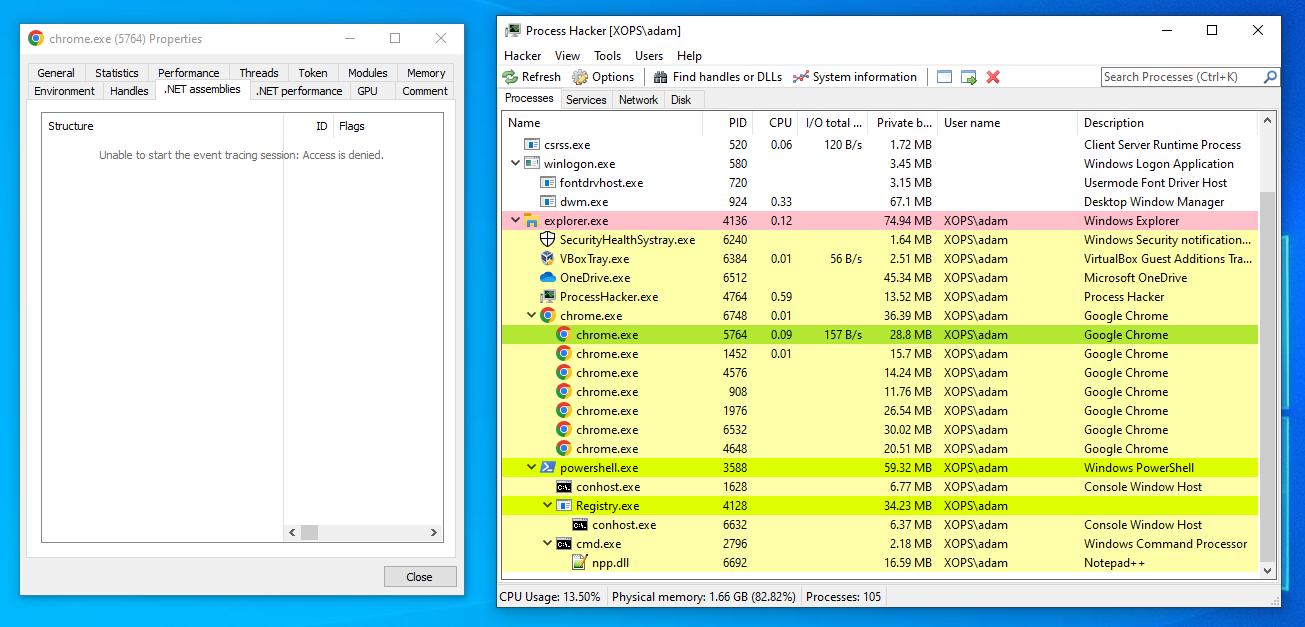 chrome.exe (5764) Properties
General Statistics Performance Threads Token Modules Memory
Environment Handles .NET assemblies .NET performance GPU Comment
Structure ID Flags
Unable to start the event tracing session: Access is denied.
Close
Process Hacker [XOPS\adam]
Hacker View Tools Users Help
Refresh Options Find handles or DLLs System information Search Processes (Ctrl+K)
Processes Services Network Disk
Name PID CPU I/O total ... Private b... User name Description
csrss.exe 520 0.06 120 B/s 1.72 MB Client Server Runtime Process
winlogon.exe 580 3.45 MB Windows Logon Application
fontdrvhost.exe 720 3.15 MB Usermode Font Driver Host
dwm.exe 924 0.33 67.1 MB Desktop Window Manager
explorer.exe 4136 0.12 74.94 MB XOPS\adam Windows Explorer
SecurityHealthSystray.exe 6240 1.64 MB XOPS\adam Windows Security notification...
VBoxTray.exe 6384 0.01 56 B/s 2.51 MB XOPS\adam VirtualBox Guest Additions Tra...
OneDrive.exe 6512 45.34 MB XOPS\adam Microsoft OneDrive
ProcessHacker.exe 4764 0.59 13.52 MB XOPS\adam Process Hacker
chrome.exe 6748 0.01 36.39 MB XOPS\adam Google Chrome
chrome.exe 5764 0.09 157 B/s 28.8 MB XOPS\adam Google Chrome
chrome.exe 1452 0.01 15.7 MB XOPS\adam Google Chrome
chrome.exe 4576 14.24 MB XOPS\adam Google Chrome
chrome.exe 908 11.76 MB XOPS\adam Google Chrome
chrome.exe 1976 26.54 MB XOPS\adam Google Chrome
chrome.exe 6532 30.02 MB XOPS\adam Google Chrome
chrome.exe 4648 20.51 MB XOPS\adam Google Chrome
powershell.exe 3588 59.32 MB XOPS\adam Windows PowerShell
conhost.exe 1628 6.77 MB XOPS\adam Console Window Host
Registry.exe 4128 34.23 MB XOPS\adam
conhost.exe 6632 6.37 MB XOPS\adam Console Window Host
cmd.exe 2796 2.18 MB XOPS\adam Windows Command Processor
npp.dll 6692 16.59 MB XOPS\adam Notepad++
CPU Usage: 13.50% Physical memory: 1.66 GB (82.82%) Processes: 105